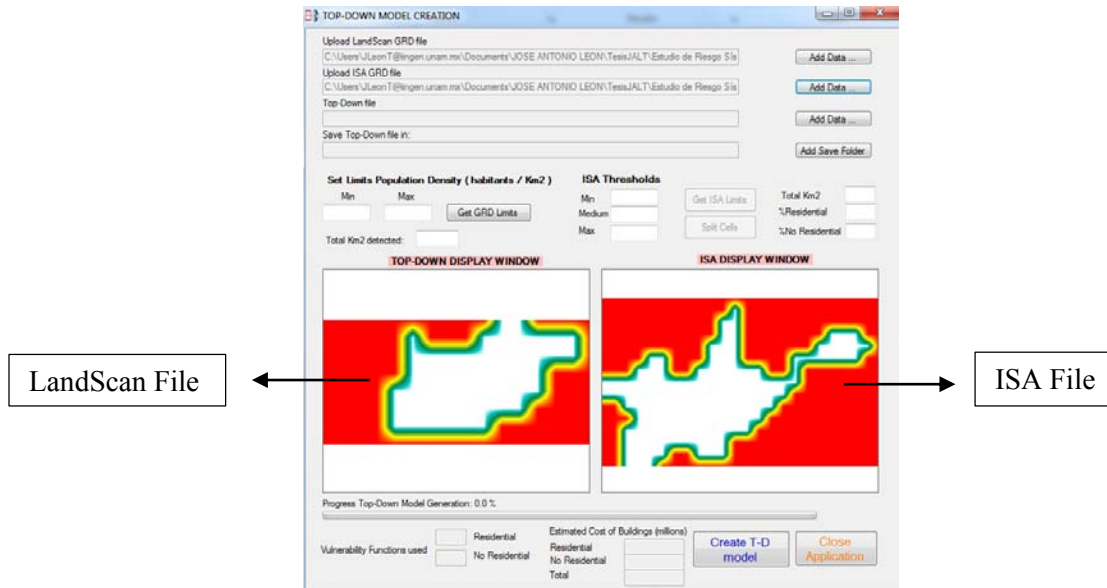 TOP-DOWN MODEL CREATION
Upload LandScan GRD file
C:\Users\JLeonT@iingen.unam.mx\Documents\JOSE ANTONIO LEON\TesisJALT\Estudio de Riesgo Sís
Add Data ...
Upload ISA GRD file
C:\Users\JLeonT@iingen.unam.mx\Documents\JOSE ANTONIO LEON\TesisJALT\Estudio de Riesgo Sís
Add Data ...
Top-Down file
Add Data ...
Save Top-Down file in:
Add Save Folder
Set Limits Population Density ( habitants / Km2 )
Min Max
Get GRD Limits
Total Km2 detected:
ISA Thresholds
Min
Medium
Max
Get ISA Limits
Split Cells
Total Km2
%Residential
%No Residential
TOP-DOWN DISPLAY WINDOW
ISA DISPLAY WINDOW
LandScan File
ISA File
Progress Top-Down Model Generation: 0.0 %
Vulnerability Functions used
Residential
No Residential
Estimated Cost of Buildings (millions)
Residential
No Residential
Total
Create T-D
model
Close
Application